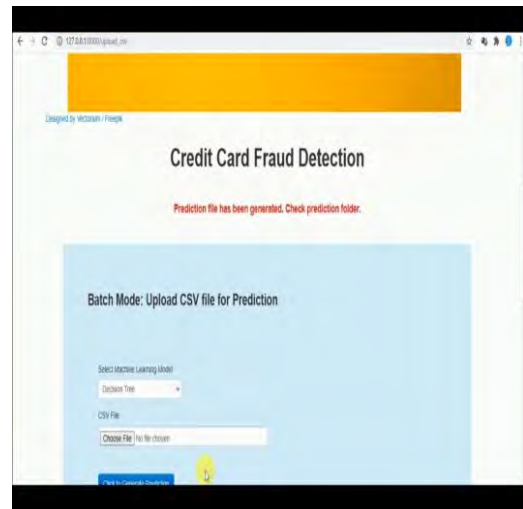 127.0.0.1:10000/upload_csv
Designed by Vectorium / Freepik
Credit Card Fraud Detection
Prediction file has been generated. Check prediction folder.
Batch Mode: Upload CSV file for Prediction
Select Machine Learning Model
Decision Tree
CSV File
Choose File No file chosen
Click to Generate Prediction